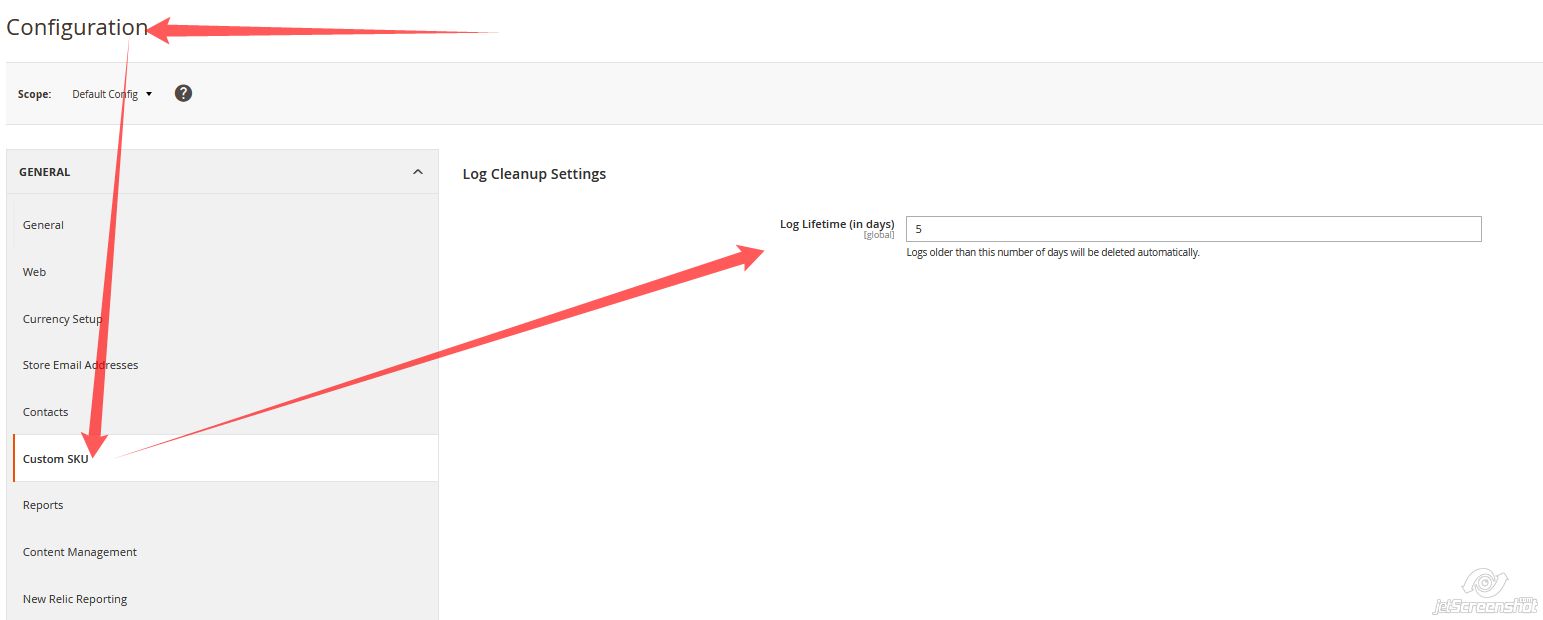 Configuration
Scope: Default Config ?
GENERAL
General
Web
Currency Setup
Store Email Addresses
Contacts
Custom SKU
Reports
Content Management
New Relic Reporting
Log Cleanup Settings
Log Lifetime (in days) 5
[global]
Logs older than this number of days will be deleted automatically.
jetScreenshot.com